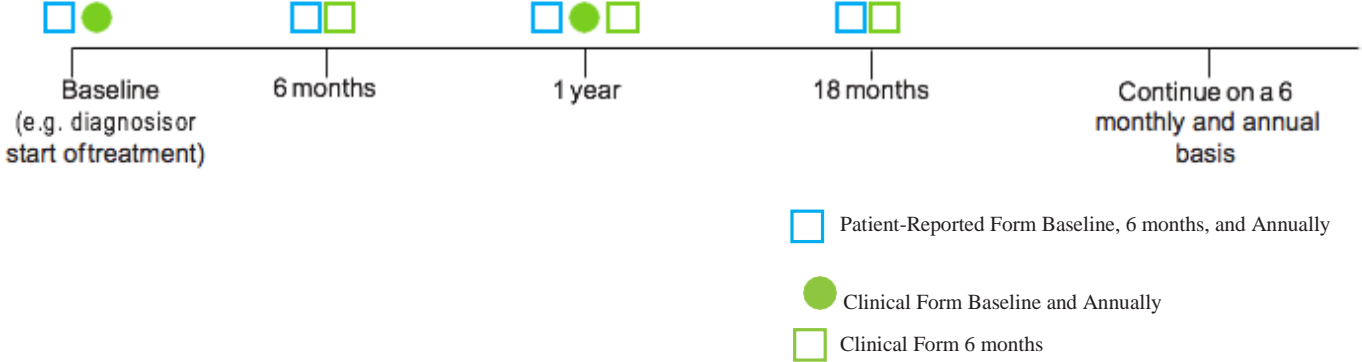 Baseline
(e.g. diagnosisor
start oftreatment)
6 months
1 year
18 months
Continue on a 6
monthly and annual
basis
Patient-Reported Form Baseline, 6 months, and Annually
Clinical Form Baseline and Annually
Clinical Form 6 months